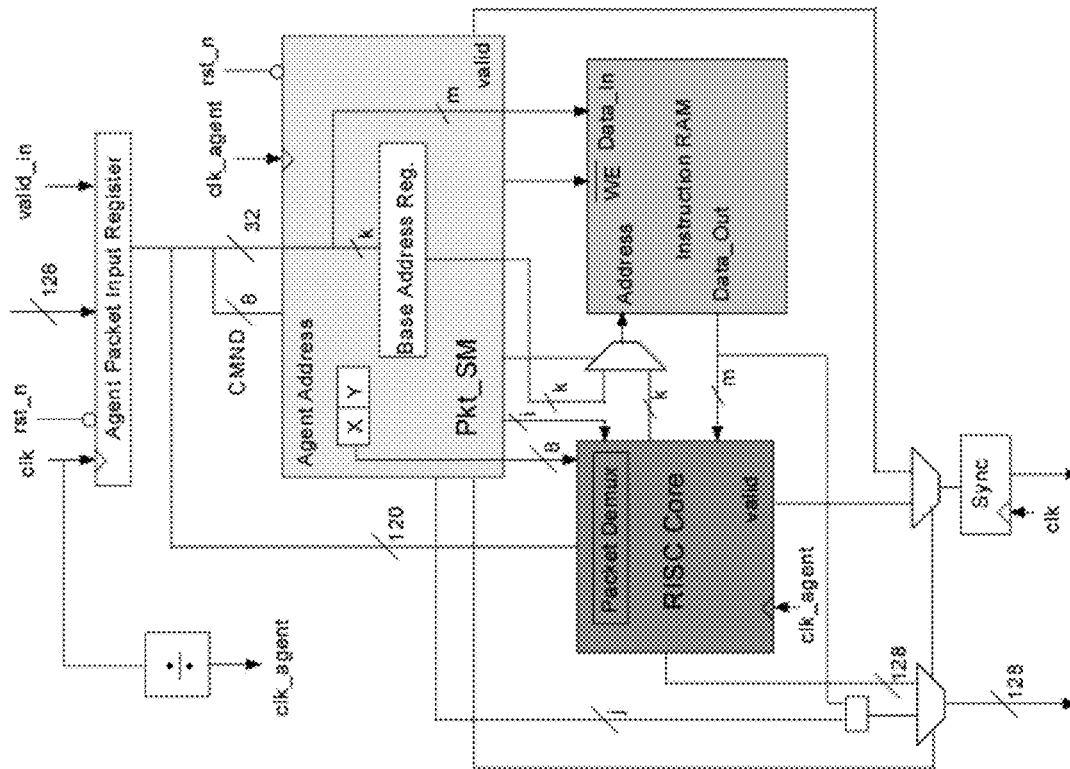 clk
rst_n
128
valid_in
Agent Packet Input Register
clk_agent
120
CMND
8
32
clk_agent
rst_n
Agent Address
X Y
k
Base Address Reg.
Pkt_SM
valid
m
8
i
k
k
Address
WE Data_In
Instruction RAM
Data_Out
m
Packet Demux
RISC Core
valid
clk_agent
j
128
128
Sync
clk